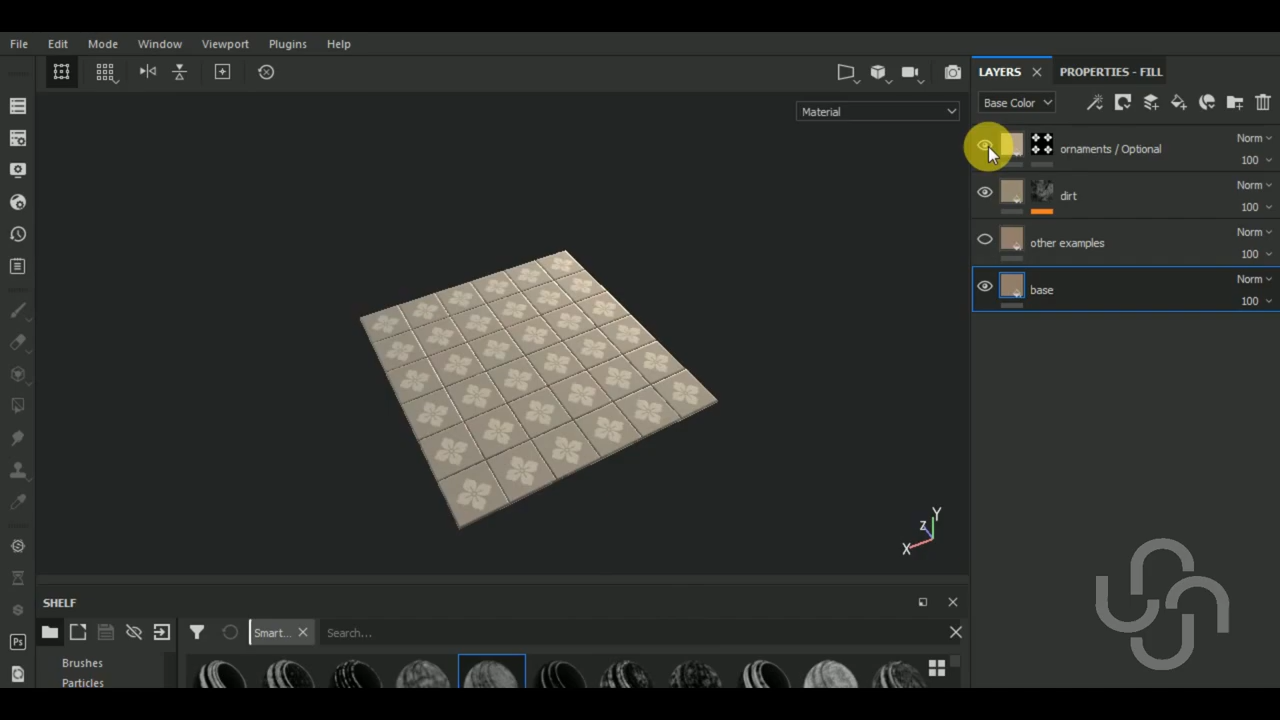 File Edit Mode Window Viewport Plugins Help
LAYERS PROPERTIES - FILL
Base Color
Material
Norm
ornaments / Optional
100
Norm
dirt
100
Norm
other examples
100
Norm
base
100
Y
Z
X
SHELF
Ps
Smart...
Search...
Brushes
Particles